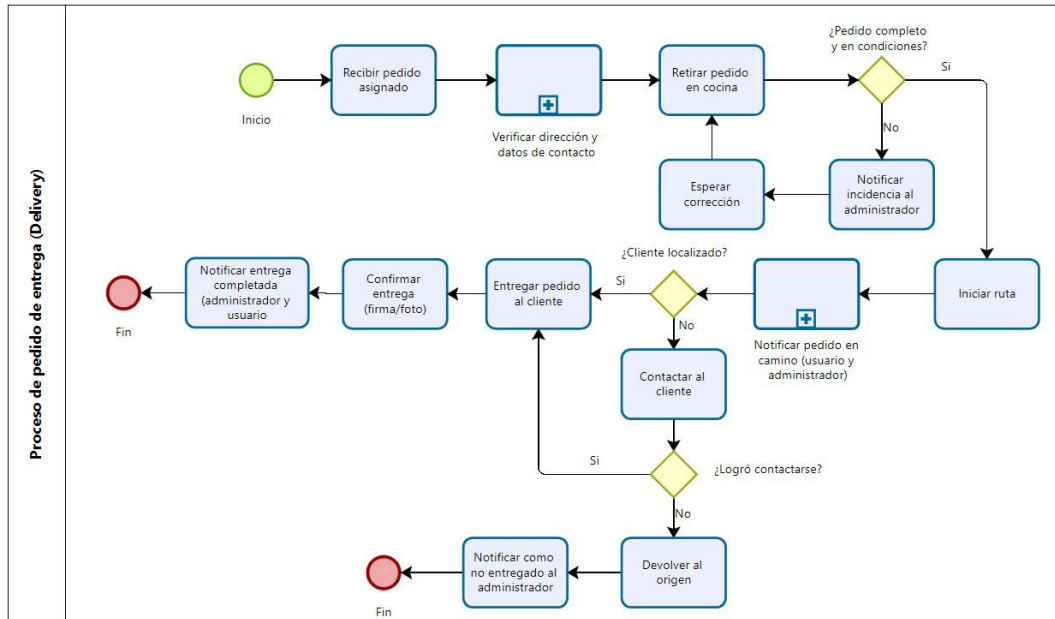 Proceso de pedido de entrega (Ddelivery)
Inicio
Recibir pedido
asignado
Verificar dirección y
datos de contacto
Retirar pedido
en cocina
¿Pedido completo
y en condiciones?
Si
No
Notificar
incidencia al
administrador
Esperar
corrección
Iniciar ruta
Notificar pedido en
camino (usuario y
administrador)
¿Cliente localizado?
Si
No
Entregar pedido
al cliente
Confirmar
entrega
(firma/foto)
Notificar entrega
completada
(administrador y
usuario
Fin
Contactar al
cliente
¿Logró contactarse?
Si
No
Devolver al
origen
Notificar como
no entregado al
administrador
Fin